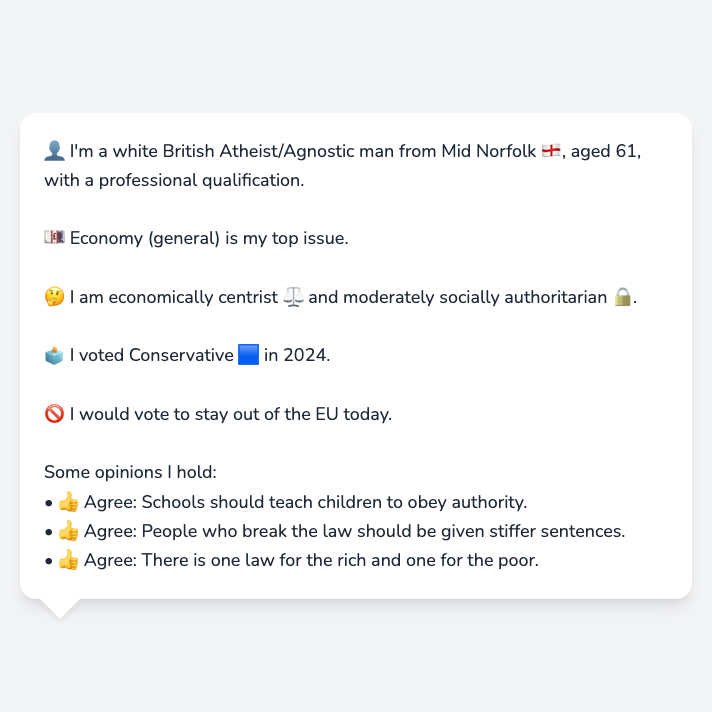 👤 I'm a white British Atheist/Agnostic man from Mid Norfolk 🏴󠁧󠁢󠁥󠁮󠁧󠁿, aged 61,
with a professional qualification.
💷 Economy (general) is my top issue.
🤔 I am economically centrist ⚖️ and moderately socially authoritarian 🔒.
🗳️ I voted Conservative 🟦 in 2024.
🚫 I would vote to stay out of the EU today.
Some opinions I hold:
• 👍 Agree: Schools should teach children to obey authority.
• 👍 Agree: People who break the law should be given stiffer sentences.
• 👍 Agree: There is one law for the rich and one for the poor.